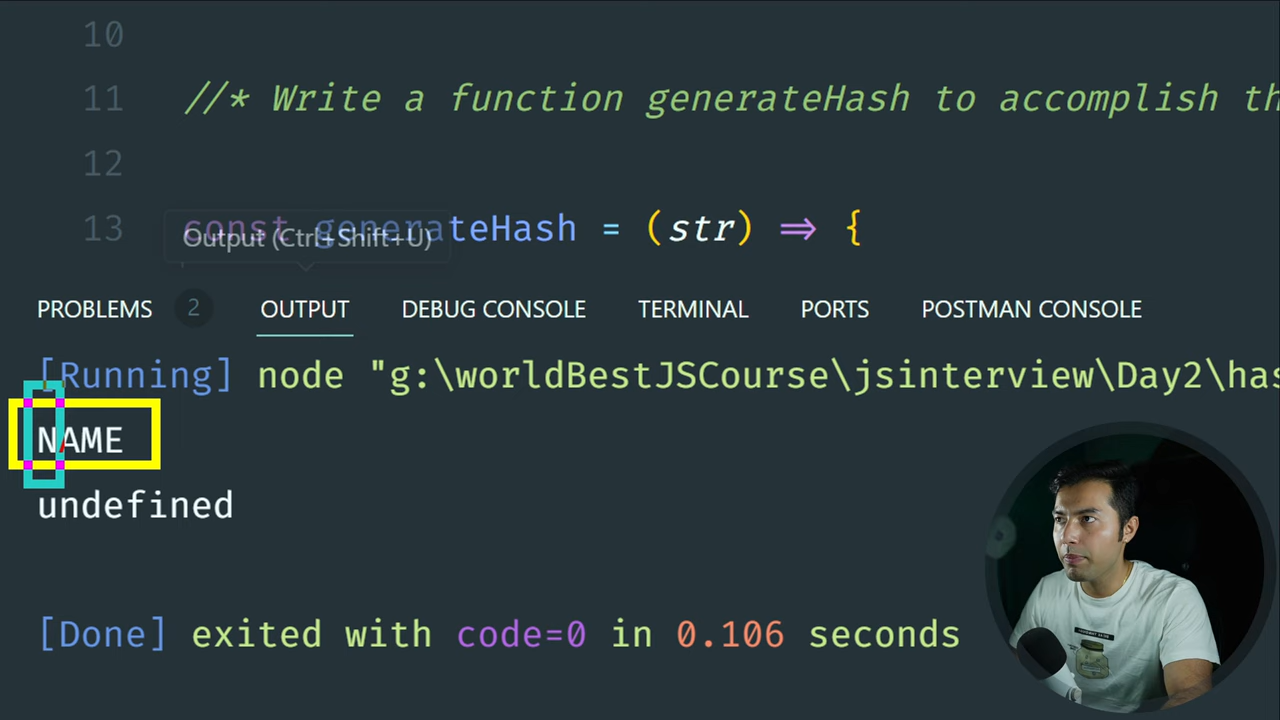 10
11 //* Write a function generateHash to accomplish th
12
13 const generateHash = (str) => {
Output (Ctrl+Shift+U)
PROBLEMS 2 OUTPUT DEBUG CONSOLE TERMINAL PORTS POSTMAN CONSOLE
[Running] node "g:\worldBestJSCourse\jsinterview\Day2\has
NAME
undefined
[Done] exited with code=0 in 0.106 seconds